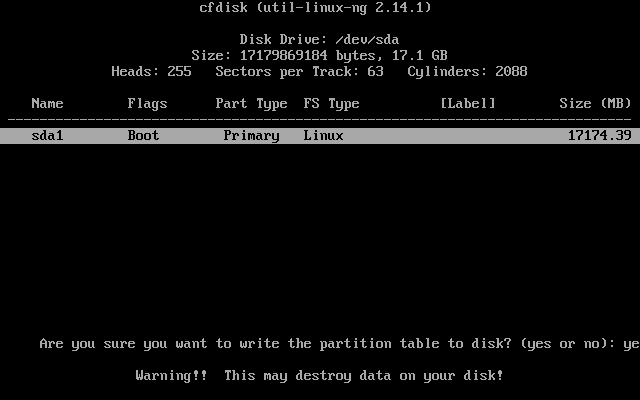 cfdisk (util-linux-ng 2.14.1)
Disk Drive: /dev/sda
Size: 17179869184 bytes, 17.1 GB
Heads: 255   Sectors per Track: 63   Cylinders: 2088
Name   Flags   Part Type   FS Type   [Label]   Size (MB)
sda1   Boot   Primary   Linux   17174.39
Are you sure you want to write the partition table to disk? (yes or no): ye
Warning!!  This may destroy data on your disk!